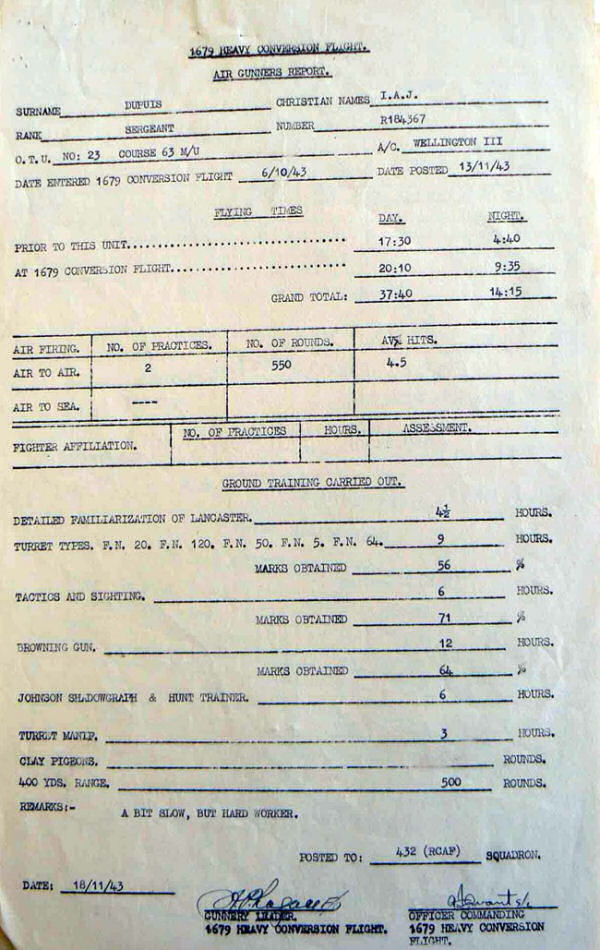 1679 HEAVY CONVERSION FLIGHT.
AIR GUNNERS REPORT.
SURNAME DUPUIS CHRISTIAN NAMES I.A.J.
RANK SERGEANT NUMBER R184367
O.T.U. NO: 23 COURSE 63 M/U A/C. WELLINGTON III
DATE ENTERED 1679 CONVERSION FLIGHT 6/10/43 DATE POSTED 13/11/43
FLYING TIMES DAY. NIGHT.
PRIOR TO THIS UNIT 17:30 4:40
AT 1679 CONVERSION FLIGHT 20:10 9:35
GRAND TOTAL: 37:40 14:15
AIR FIRING. NO. OF PRACTICES. NO. OF ROUNDS. AV% HITS.
AIR TO AIR. 2 550 4.5
AIR TO SEA. ----
FIGHTER AFFILIATION. NO. OF PRACTICES HOURS. ASSESSMENT.
GROUND TRAINING CARRIED OUT.
DETAILED FAMILIARIZATION OF LANCASTER. 4½ HOURS.
TURRET TYPES. F.N. 20. F.N. 120. F.N. 50. F.N. 5. F.N. 64. 9 HOURS.
MARKS OBTAINED 56 %
TACTICS AND SIGHTING. 6 HOURS.
MARKS OBTAINED 71 %
BROWNING GUN. 12 HOURS.
MARKS OBTAINED 64 %
JOHNSON SHADOWGRAPH & HUNT TRAINER. 6 HOURS.
TURRET MANIP. 3 HOURS.
CLAY PIGEONS. ROUNDS.
400 YDS. RANGE. 500 ROUNDS.
REMARKS:- A BIT SLOW, BUT HARD WORKER.
POSTED TO: 432 (RCAF) SQUADRON.
DATE: 18/11/43
GUNNERY LEADER. OFFICER COMMANDING
1679 HEAVY CONVERSION FLIGHT. 1679 HEAVY CONVERSION
FLIGHT.